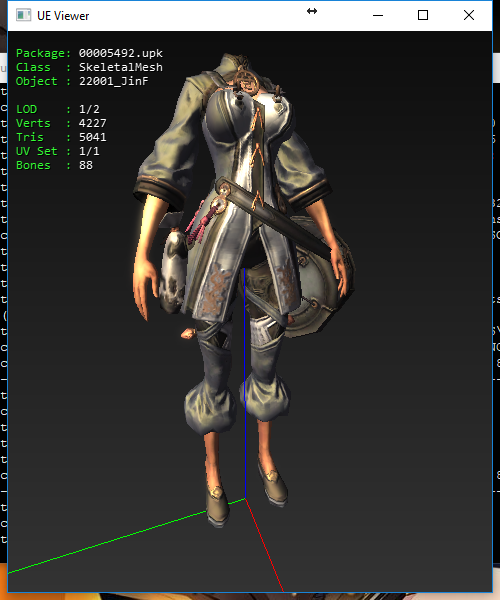 UE Viewer
Package: 00005492.upk
Class  : SkeletalMesh
Object : 22001_JinF
LOD    : 1/2
Verts  : 4227
Tris   : 5041
UV Set : 1/1
Bones  : 88